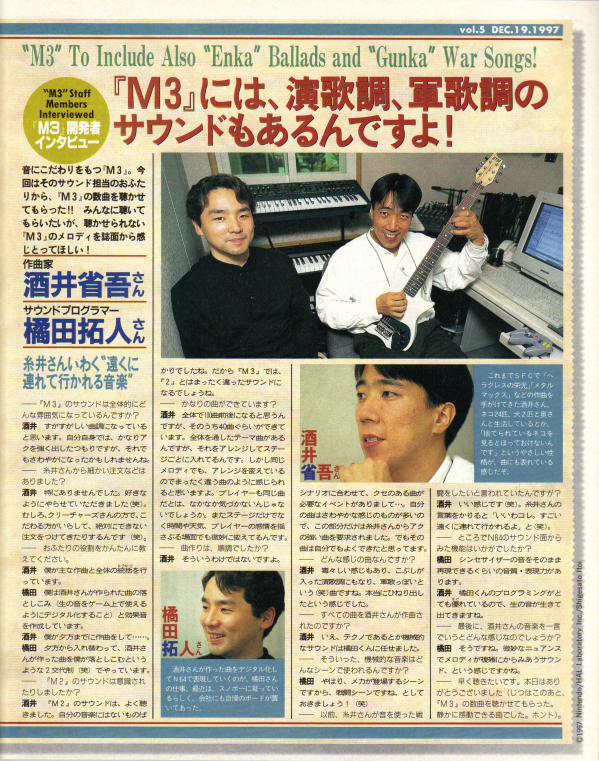 vol.5 DEC.19.1997
"M3" To Include Also "Enka" Ballads and "Gunka" War Songs!
"M3" Staff
Members
Interviewed
『M3』開発者
インタビュー
『M3』には、演歌調、軍歌調の
サウンドもあるんですよ！
音にこだわりをもつ『M3』。今
回はそのサウンド担当のおふた
りから、『M3』の数曲を聴かせ
てもらった!!　みんなに聴いて
もらいたいが、聴かせられない
『M3』のメロディを誌面から感
じとってほしい！
作曲家
酒井省吾さん
サウンドプログラマー
橘田拓人さん
糸井さんいわく"遠くに
連れて行かれる音楽"
――『M3』のサウンドは全体的にど
んな雰囲気になっているんですか？
酒井　すがすがしい曲調になっている
と思います。自分自身では、かなりアク
を強く出したつもりですが、それで
もさわやかになったかもしれませんね。
――糸井さんから細かい注文などは
ありました？
酒井　特にありませんでした。好きな
ようにやらせていただきました（笑）。
むしろ、クリーチャーズさんの方で、こ
だわる方がいらして、絶対にできない
注文をつけてきたりするんです（笑）。
――おふたりの役割をかんたんに教
えてください。
酒井　僕が主な作曲と全体の統括を行
っています。
橘田　僕は酒井さんが作られた曲の落
としこみ（生の音をゲーム上で使える
ようにデジタル化すること）と効果音
を作成しています。
酒井　僕が夕方までに作曲をして……。
橘田　夕方から入れ替わって、酒井さ
んが作った曲を僕が落としこむという
ような2交代制（笑）でやっています。
――『M2』のサウンドは意識され
たりしましたか？
酒井　『M2』のサウンドは、よく聴
きました。自分の音楽にはないものば
かりでしたね。だから『M3』では、
『2』とはまったく違ったサウンドに
なるでしょうね。
――かなりの曲ができています？
酒井　全体で100曲前後になると思うん
ですが、そのうち40曲ぐらいができて
います。全体を通したテーマ曲がある
んですが、それをアレンジしてステー
ジごとに入れてるんです。しかし同じ
メロディでも、アレンジを変えている
のでまったく違う曲のように感じられ
ると思いますよ。プレイヤーも同じ曲
だとは、なかなか気づかないんじゃな
いでしょうか。またステージだけでな
く時間や天気、プレイヤーの感情を揺
さぶる場面でも微妙に変えてるんです。
――曲作りは、順調でしたか？
酒井　そういうわけではないですよ。
これまでSFCで『ヘ
ラクレスの栄光』『メタル
マックス』などの作曲を
手がけてきた酒井さん。
ネコ24匹、犬2匹と奥さ
んと生活しているとか。
「捨てられているネコを
見るとほっておけないん
です」というやさしい性
格が、曲にも表れている
感じだぞ。
酒井省吾さん
橘田拓人さん
酒井さんが作った曲をデジタル化し
てN64で表現していくのが、橘田さん
の仕事。最近は、スノボーに凝ってい
るらしく、会社にも自慢のボードが置
いてあった。
シナリオに合わせて、クセのある曲が
必要なイベントがありまして…。自分
の曲はさわやかな感じのものが多いの
で、この部分だけは糸井さんからアク
の強い曲を要求されました。でもその
曲は自分でもよくできたと思ってます。
――どんな感じの曲なんですか？
酒井　毒々しい感じもあり、こぶしが
入った演歌調にもなり、軍歌っぽいと
いう（笑）曲ですね。本当にひねり出し
たという感じでした。
――すべての曲を酒井さんが作曲さ
れたのですか？
酒井　いえ。テクノであるとか機械的
なサウンドは橘田くんに任せました。
――そういった、機械的な音楽はど
んなシーンで使われるんですか？
橘田　やはり、メカが登場するシーン
ですから、戦闘シーンですね、として
おきましょう！（笑）
――以前、糸井さんが音を使った戦
闘をしたいと言われていたんですが？
酒井　いい感じです（笑）。糸井さんの
言葉をかりると「いいわコレ。すごい
遠くに連れて行かれるよ」と（笑）。
――ところでN64のサウンド面から
みた機能はいかがでしたか？
橘田　シンセサイザーの音をそのまま
再現できるくらいの音質・表現力があ
ります。
酒井　橘田くんのプログラミングがと
ても優れているので、生の音が生きて
出てきますね。
――最後に、酒井さんの音楽を一言
でいうとどんな感じなのでしょうか？
橘田　そうですね。微妙なニュアンス
でメロディが複雑にからみあうサウン
ド、という感じですかね。
――早く聴きたいです。本日はあり
がとうございました（じつはこのあと、
『M3』の数曲を聴かせてもらった。
静かに感動できる曲でした。ホント）。
©1997 Nintendo/HAL Laboratory Inc./Shigesato Itoi